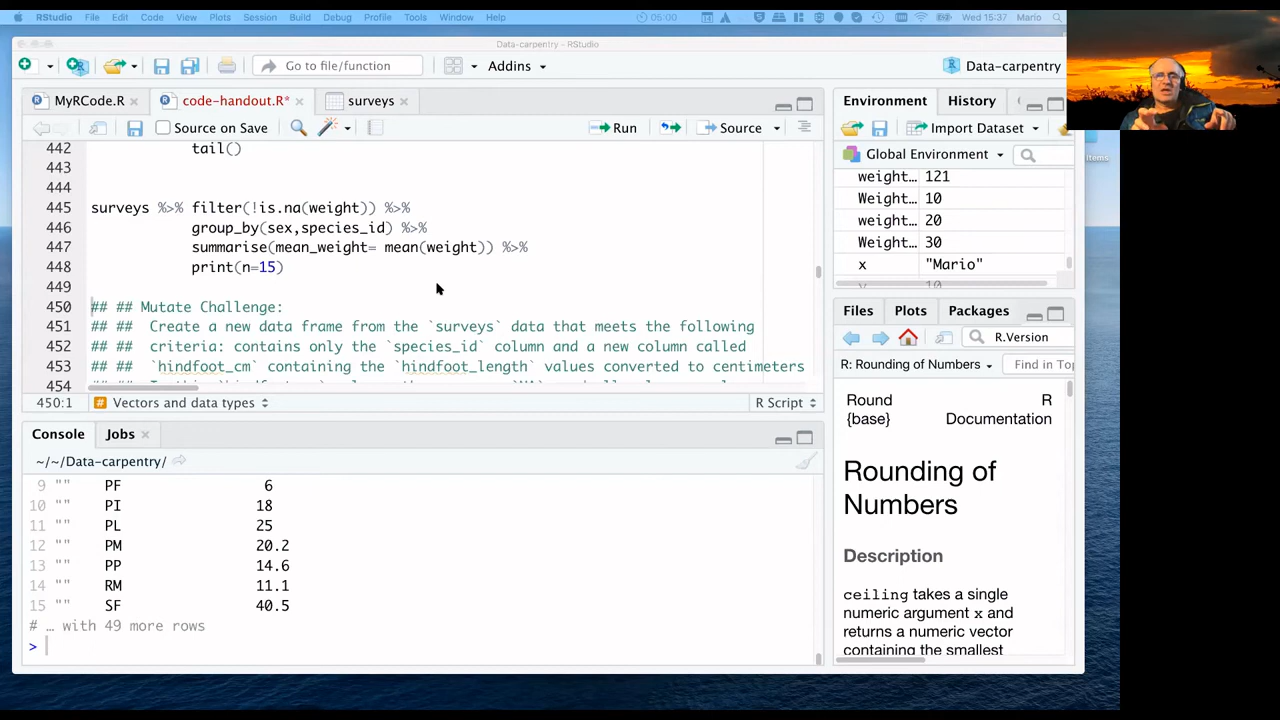 RStudio File Edit Code View Plots Session Build Debug Profile Tools Window Help 05:00 Wed 15:37 Mario
Data-carpentry - RStudio
Go to file/function Addins Data-carpentry
MyRCode.R code-handout.R* surveys
Source on Save Run Source
442 tail()
443
444
445 surveys %>% filter(!is.na(weight)) %>%
446 group_by(sex,species_id) %>%
447 summarise(mean_weight= mean(weight)) %>%
448 print(n=15)
449
450 ## ## Mutate Challenge:
451 ## ##  Create a new data frame from the `surveys` data that meets the following
452 ## ##  criteria: contains only the `species_id` column and a new column called
453 ## ##  `hindfoot_cm` containing the `hindfoot_length` values converted to centimeters
454
450:1 Vectors and data types R Script
Console Jobs
~/~/Data-carpentry/
9 "" PF 6
10 "" PI 18
11 "" PL 25
12 "" PM 20.2
13 "" PP 14.6
14 "" RM 11.1
15 "" SF 40.5
# … with 49 more rows
>
Environment History
Import Dataset
Global Environment
weight… 121
Weight… 10
weight… 20
Weight… 30
x "Mario"
Files Plots Packages
R.Version
R: Rounding of Numbers Find in Top
Round R
{base} Documentation
Rounding of
Numbers
Description
ceiling takes a single
numeric argument x and
returns a numeric vector
containing the smallest
items